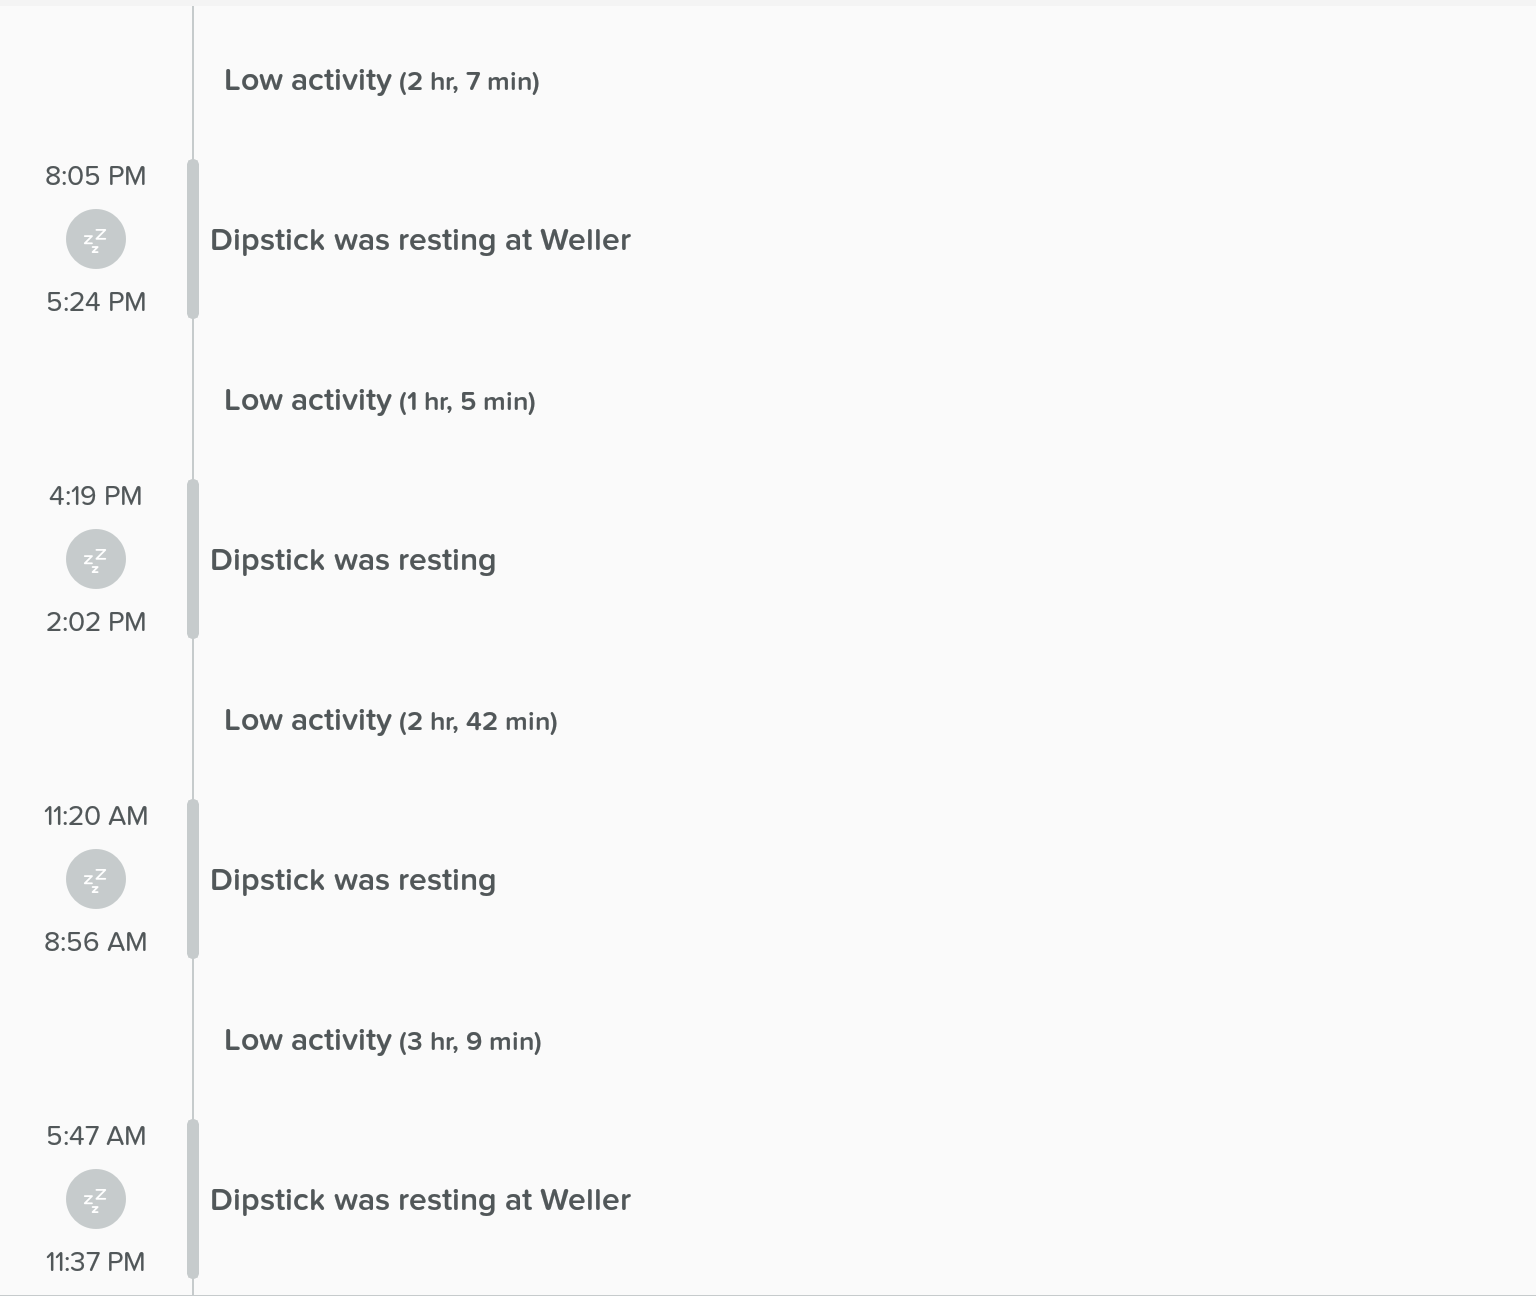 Low activity (2 hr, 7 min)
8:05 PM
zZz
Dipstick was resting at Weller
5:24 PM
Low activity (1 hr, 5 min)
4:19 PM
zZz
Dipstick was resting
2:02 PM
Low activity (2 hr, 42 min)
11:20 AM
zZz
Dipstick was resting
8:56 AM
Low activity (3 hr, 9 min)
5:47 AM
zZz
Dipstick was resting at Weller
11:37 PM